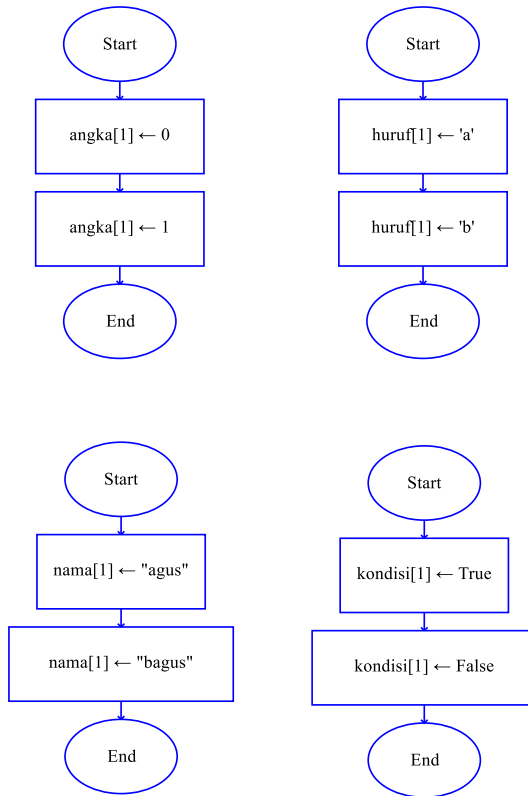 Start
angka[1] ← 0
angka[1] ← 1
End
Start
huruf[1] ← 'a'
huruf[1] ← 'b'
End
Start
nama[1] ← "agus"
nama[1] ← "bagus"
End
Start
kondisi[1] ← True
kondisi[1] ← False
End